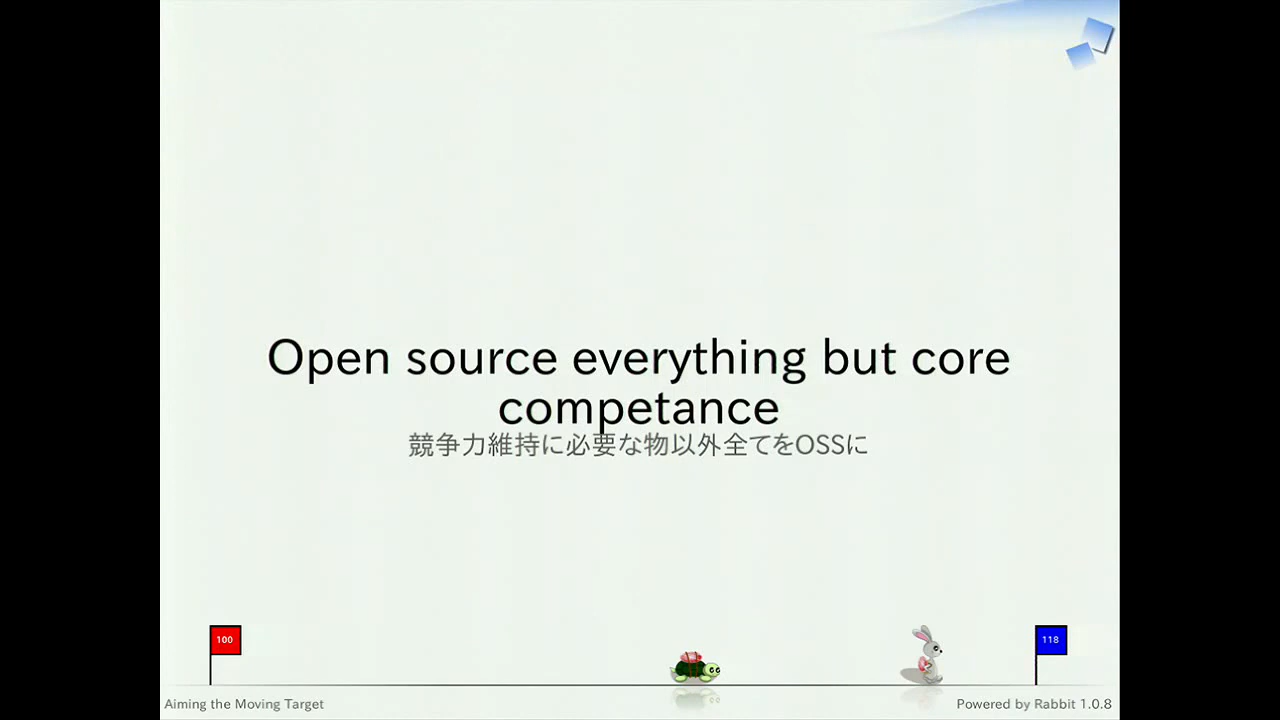 Open source everything but core
competance
競争力維持に必要な物以外全てをOSSに
100
118
Aiming the Moving Target
Powered by Rabbit 1.0.8